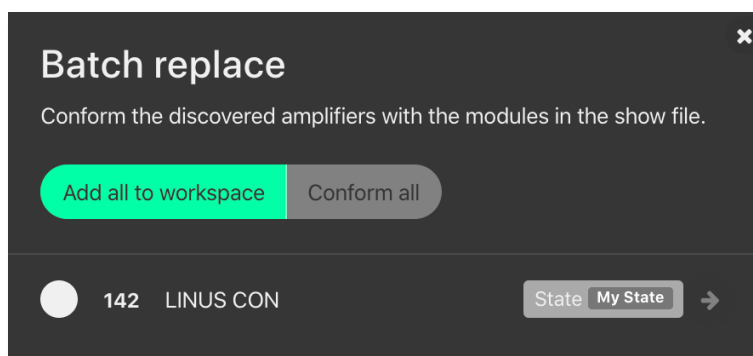 Batch replace
Conform the discovered amplifiers with the modules in the show file.
Add all to workspace Conform all
142 LINUS CON State My State